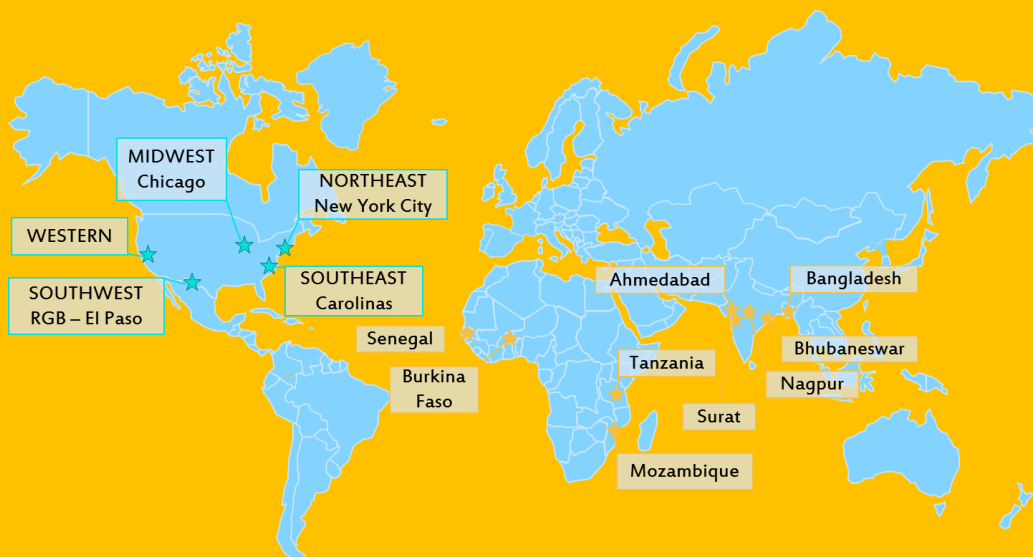 MIDWEST
Chicago
NORTHEAST
New York City
WESTERN
SOUTHEAST
Carolinas
SOUTHWEST
RGB – El Paso
Ahmedabad
Bangladesh
Senegal
Bhubaneswar
Tanzania
Burkina
Faso
Nagpur
Surat
Mozambique